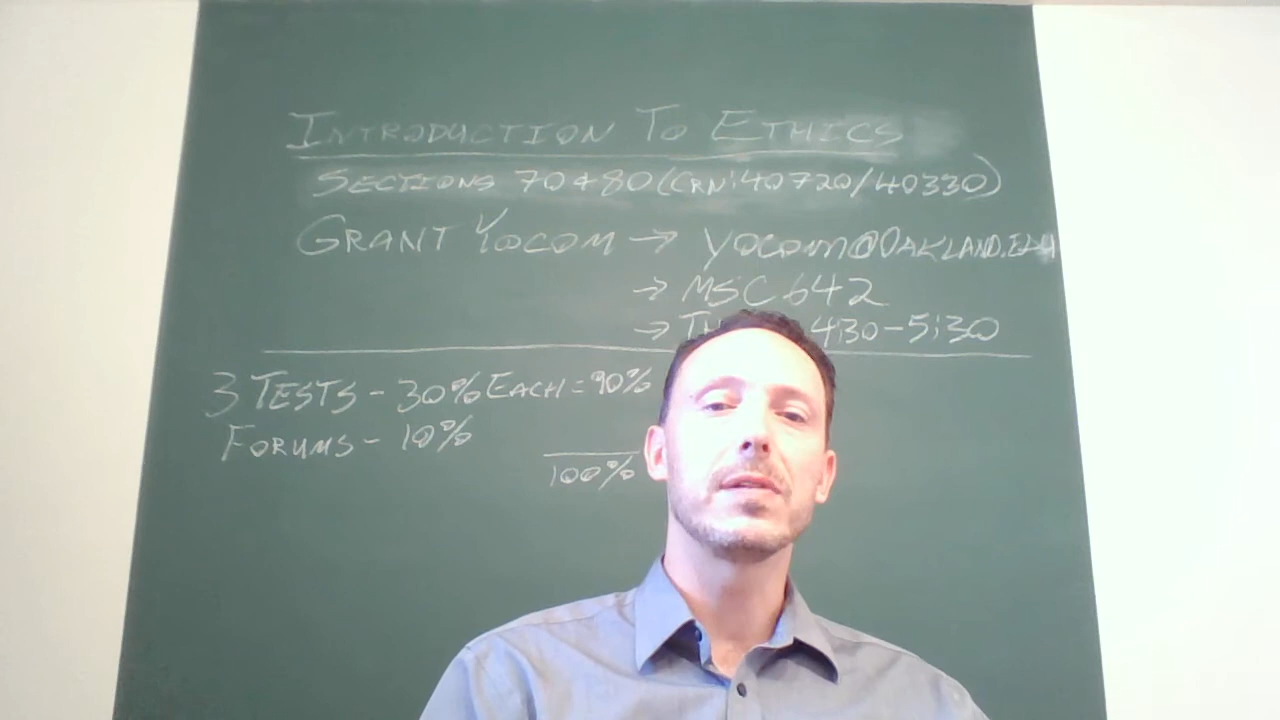 INTRODUCTION TO ETHICS
SECTIONS 70+80 (CRN:40720/40330)
GRANT YOCOM → YOCOM@OAKLAND.EDU
→ MSC 642
→ 4:30-5:30
3 TESTS - 30% EACH = 90%
FORUMS - 10%
100%